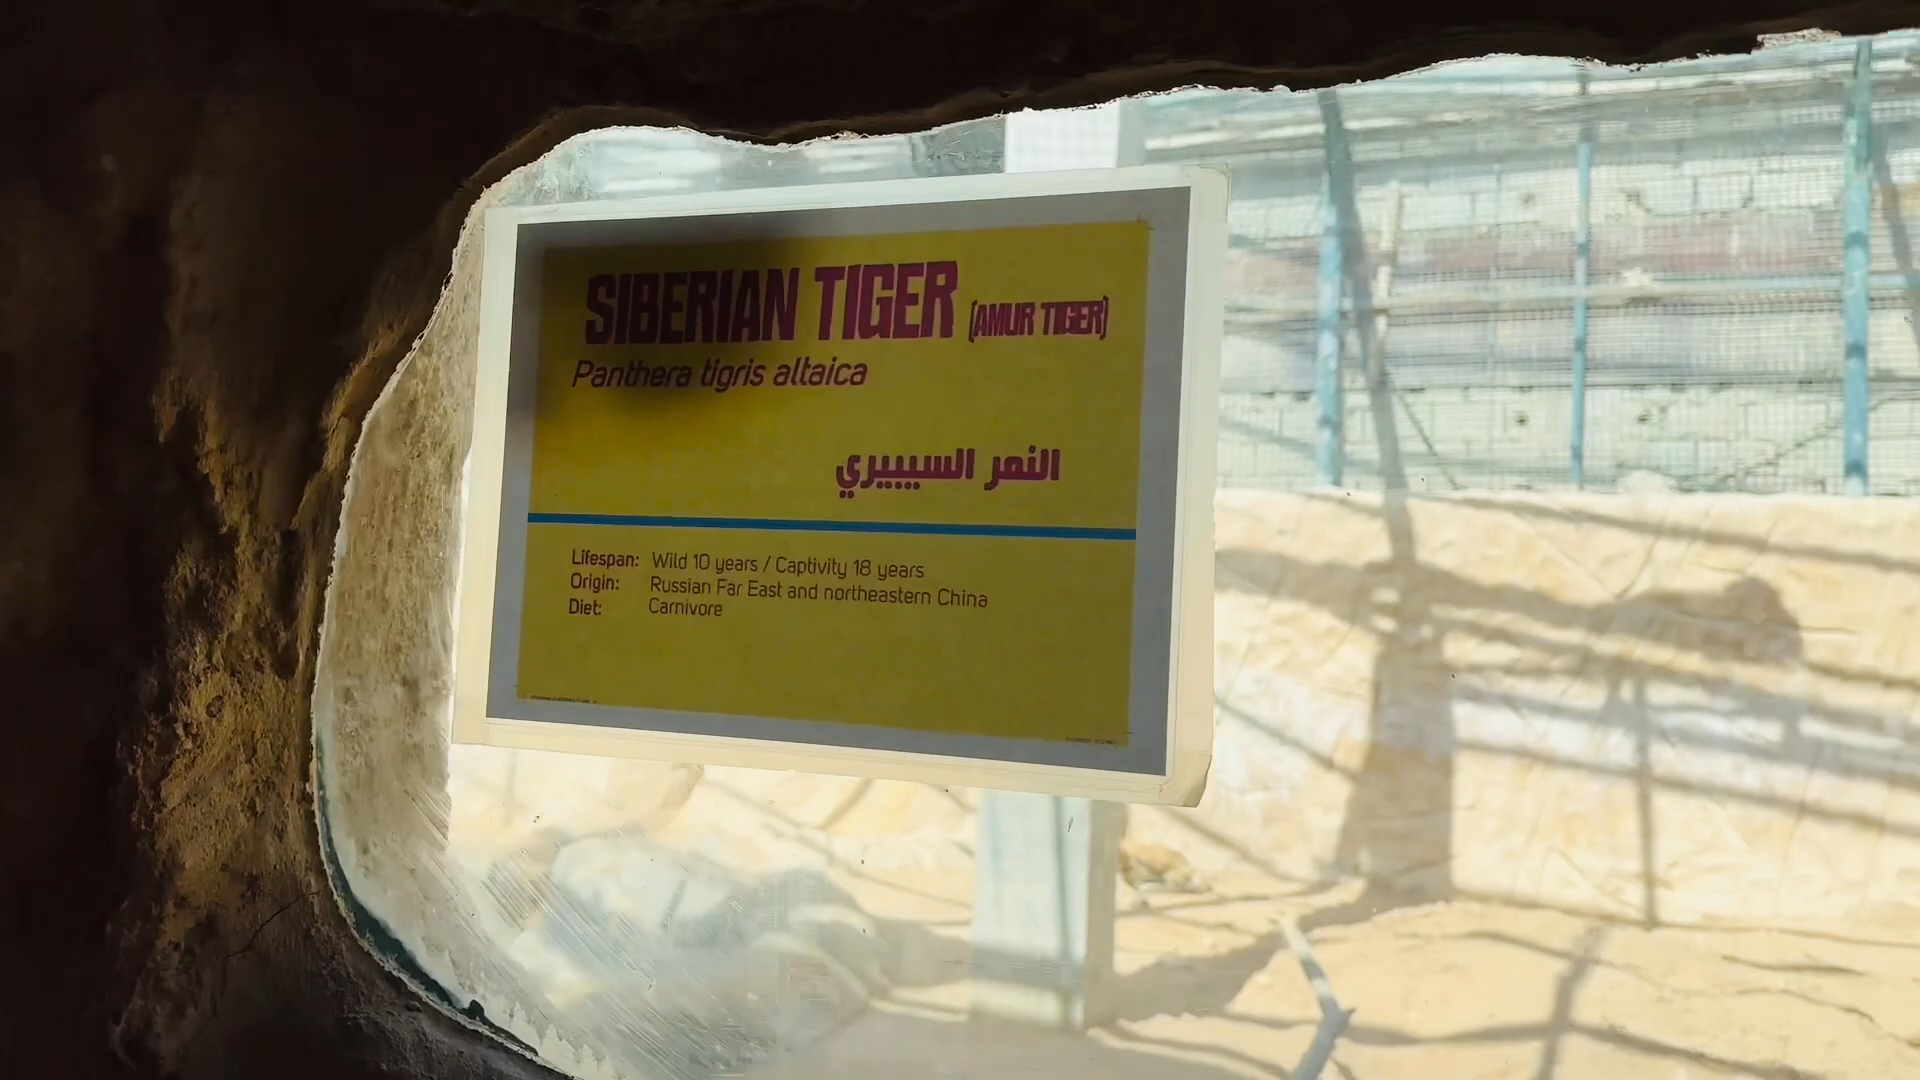 SIBERIAN TIGER (AMUR TIGER)
Panthera tigris altaica
النمر السيبيري
Lifespan: Wild 10 years / Captivity 18 years
Origin: Russian Far East and northeastern China
Diet: Carnivore